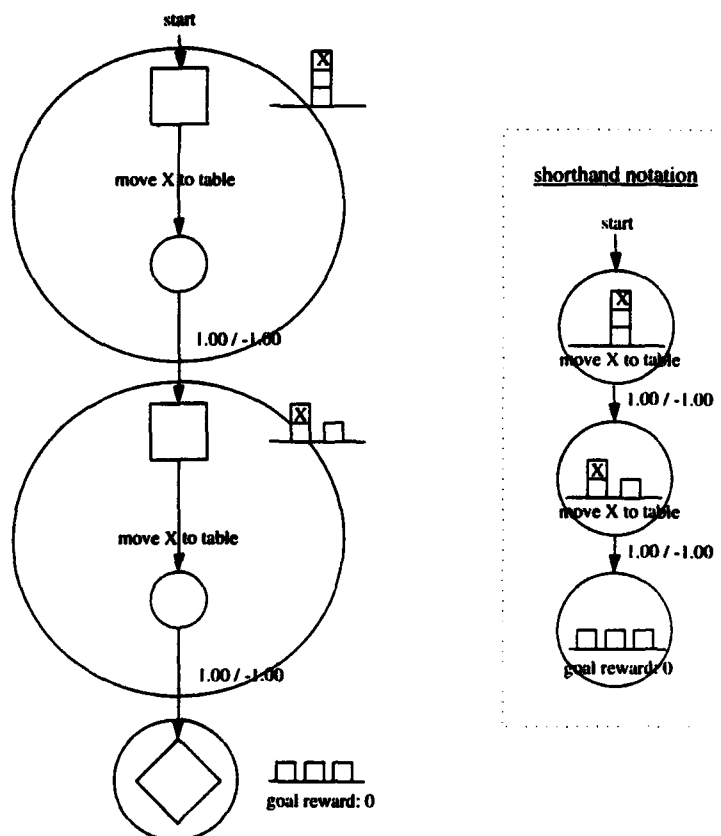 start
X
move X to table
1.00 / -1.00
X
move X to table
1.00 / -1.00
goal reward: 0
shorthand notation
start
X
move X to table
1.00 / -1.00
X
move X to table
1.00 / -1.00
goal reward: 0